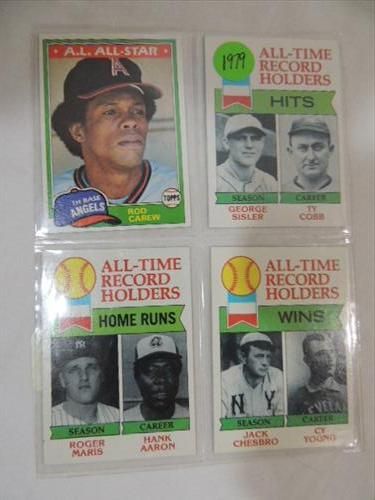 A.L. ALL-STAR
A
1ST BASE
ANGELS
TOPPS
ROD
CAREW
1979
ALL-TIME
RECORD
HOLDERS
HITS
SEASON
CAREER
GEORGE
SISLER
TY
COBB
ALL-TIME
RECORD
HOLDERS
HOME RUNS
SEASON
CAREER
ROGER
MARIS
HANK
AARON
ALL-TIME
RECORD
HOLDERS
WINS
N Y
CLEVELAND
SEASON
CAREER
JACK
CHESBRO
CY
YOUNG